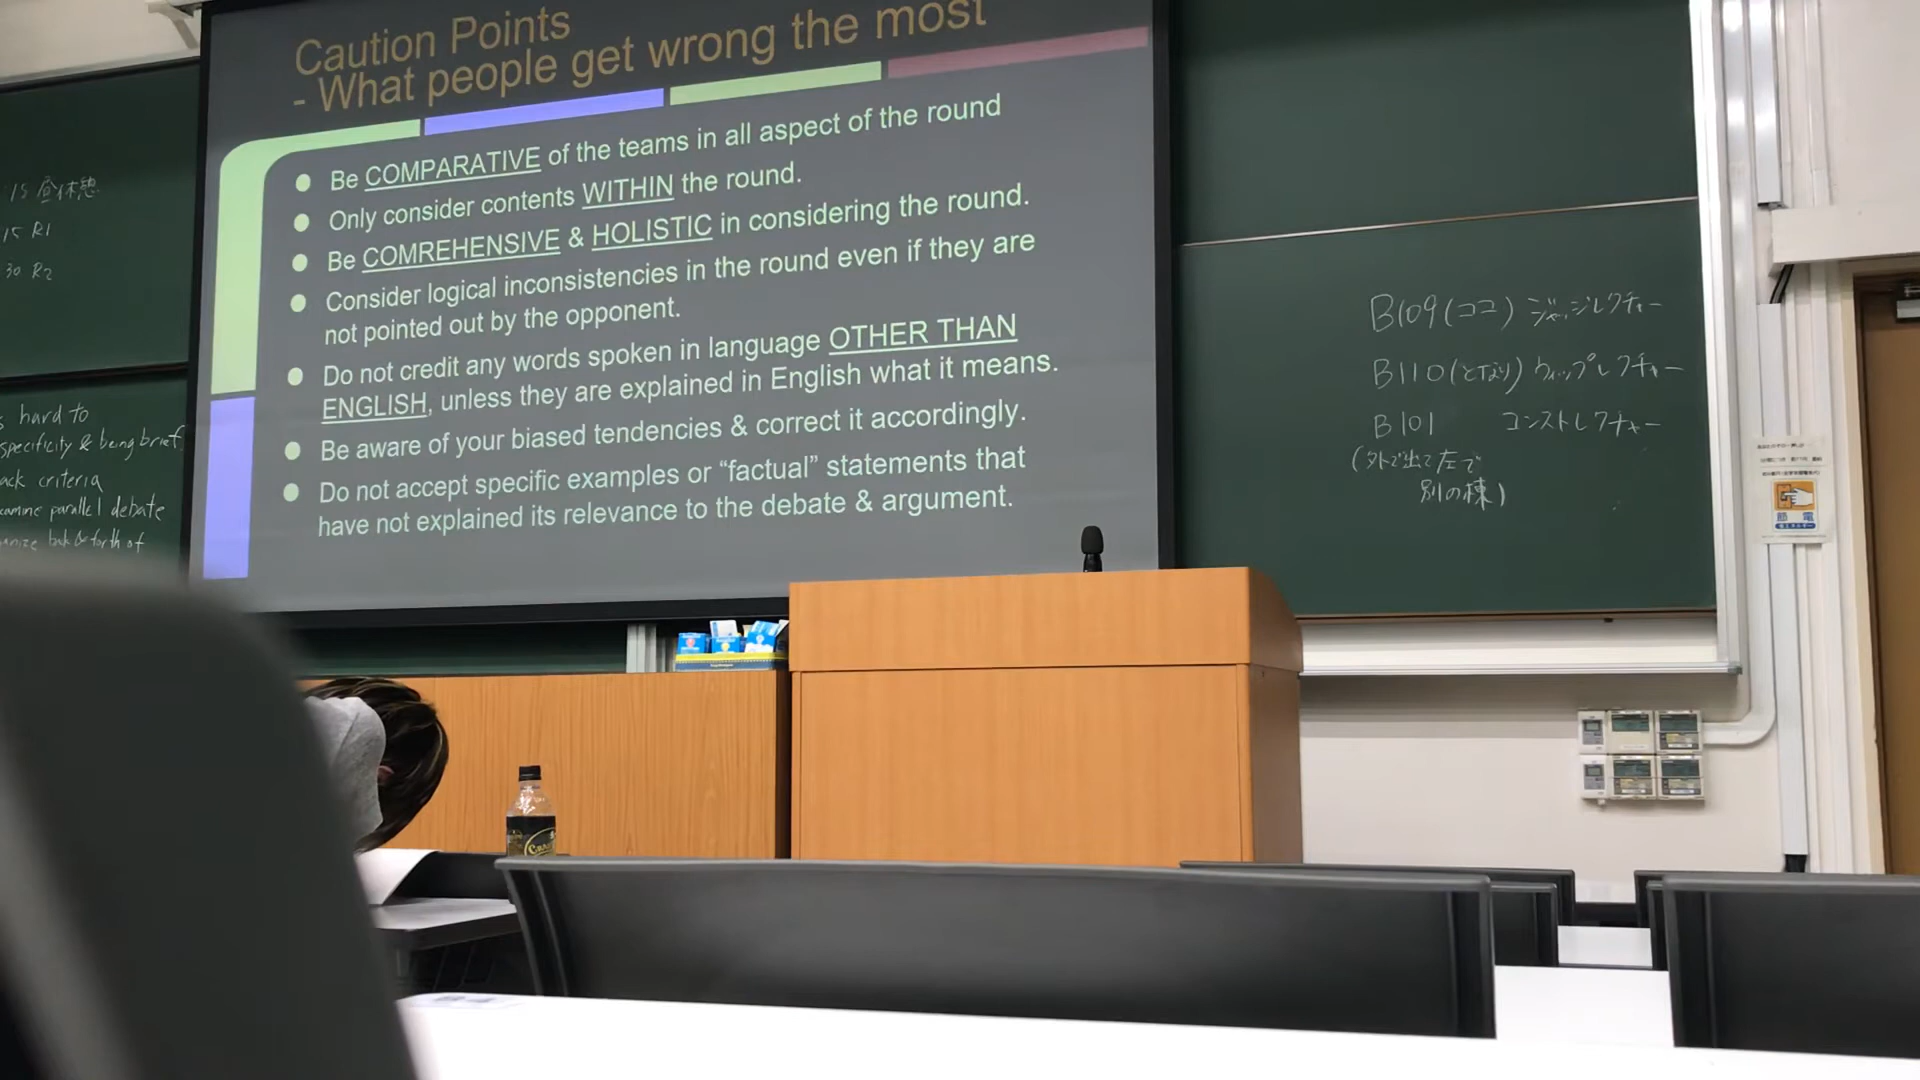 Caution Points
- What people get wrong the most
● Be COMPARATIVE of the teams in all aspect of the round
● Only consider contents WITHIN the round.
● Be COMREHENSIVE & HOLISTIC in considering the round.
● Consider logical inconsistencies in the round even if they are
not pointed out by the opponent.
● Do not credit any words spoken in language OTHER THAN
ENGLISH, unless they are explained in English what it means.
● Be aware of your biased tendencies & correct it accordingly.
● Do not accept specific examples or “factual” statements that
have not explained its relevance to the debate & argument.
15 昼休憩
15 R1
30 R2
hard to
specificity & being brief
criteria
parallel debate
back & forth of
B109(ココ) ジャッジレクチャー
B110(となり) ウィップレクチャー
B101 コンストレクチャー
(外で出て左で
別の棟)
節電